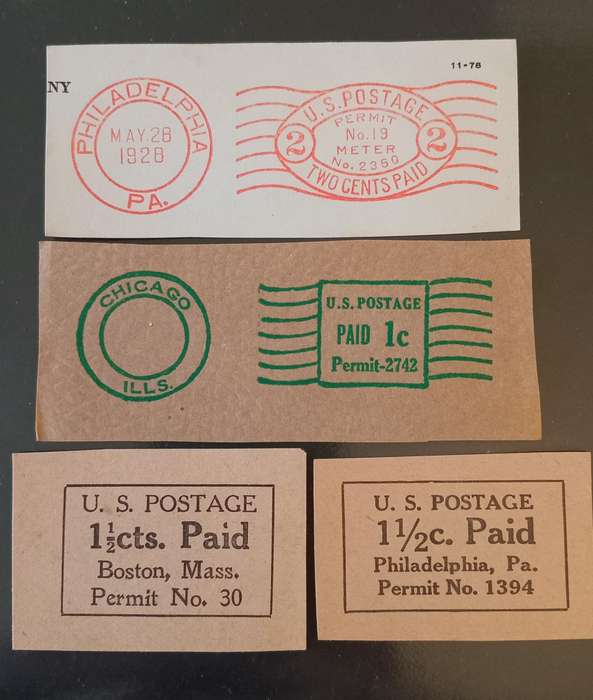 NY
11-78
PHILADELPHIA
MAY.28
1928
PA.
U.S. POSTAGE
PERMIT
No. 19
METER
No. 2350
2 2
TWO CENTS PAID
CHICAGO
ILLS.
U.S. POSTAGE
PAID 1c
Permit-2742
U. S. POSTAGE
1½cts. Paid
Boston, Mass.
Permit No. 30
U. S. POSTAGE
1½c. Paid
Philadelphia, Pa.
Permit No. 1394